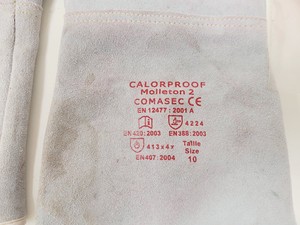 CALORPROOF
Molleton 2
COMASEC CE
EN 12477 : 2001 A
4224
EN 420 : 2003 EN 388 : 2003
413x4x Taille
Size
EN407 : 2004 10